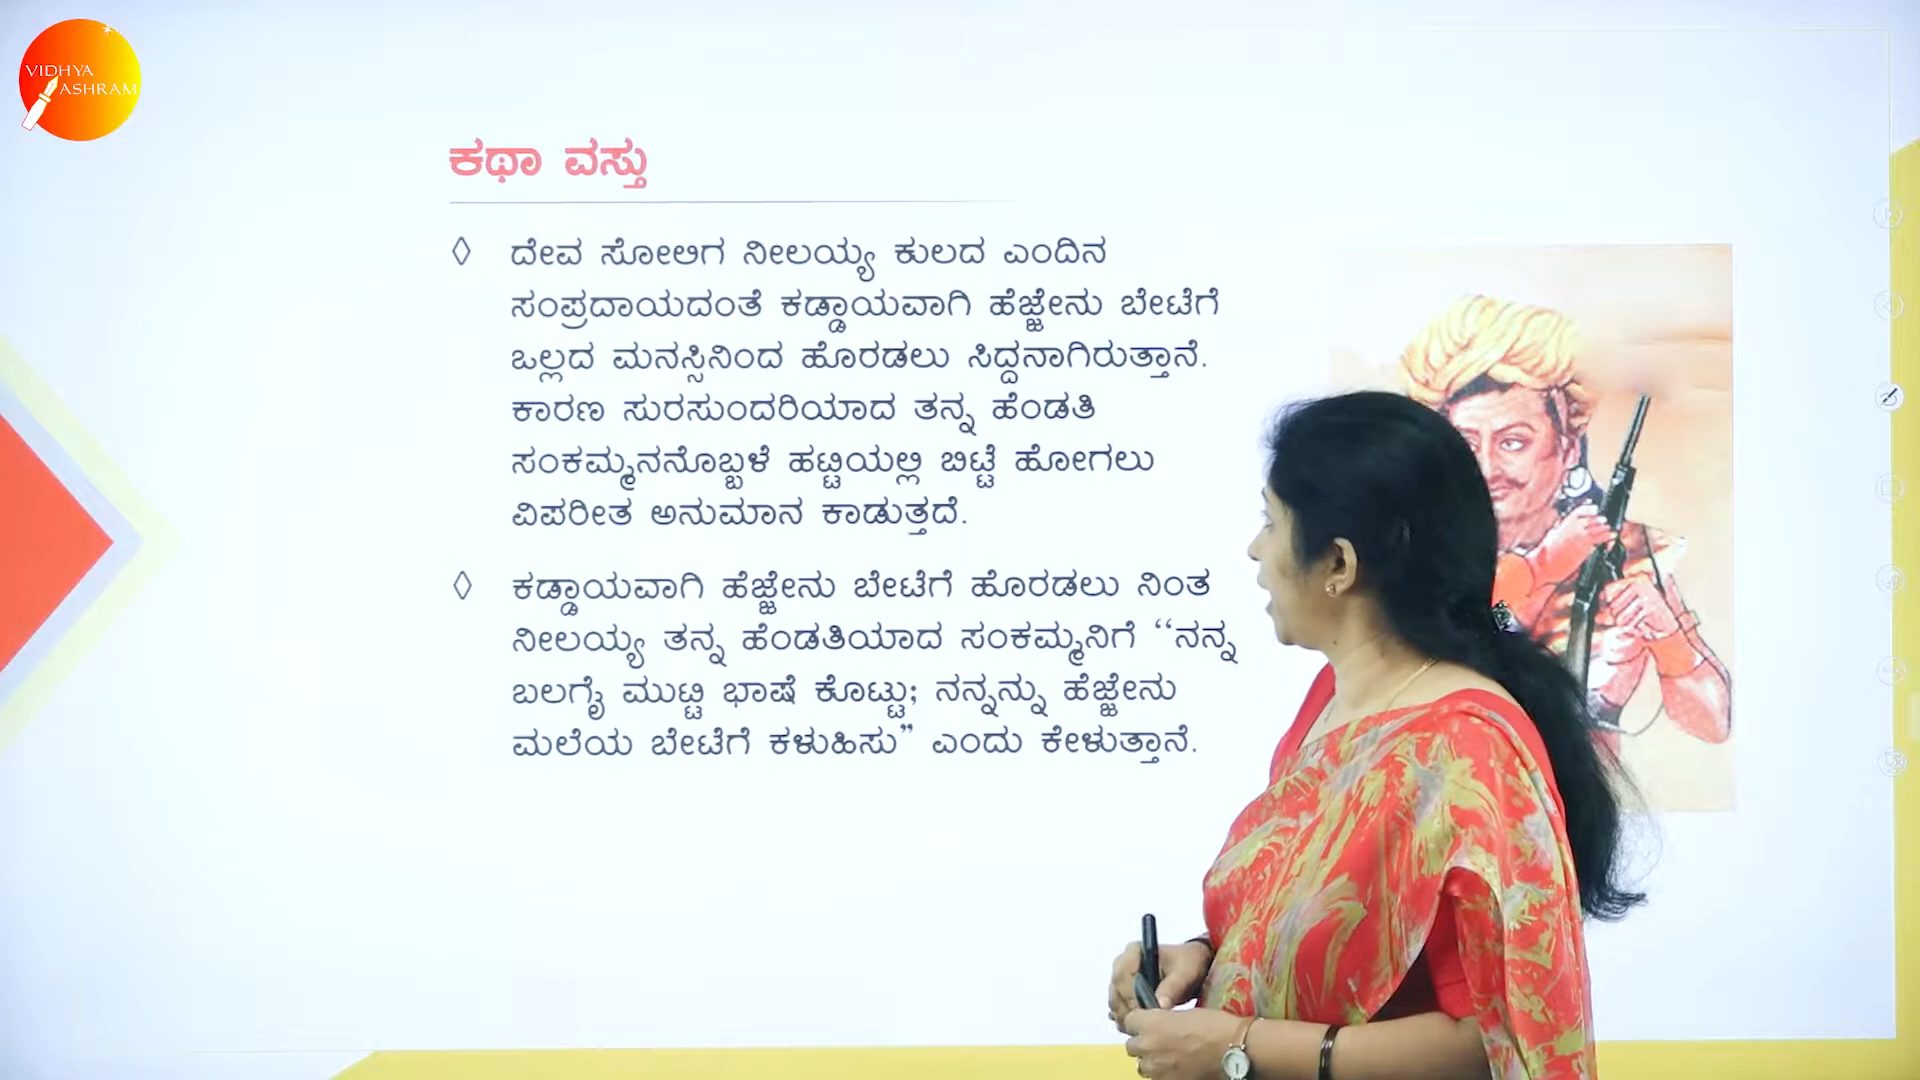 VIDHYA
ASHRAM
ಕಥಾ ವಸ್ತು
◊ ದೇವ ಸೋಲಿಗ ನೀಲಯ್ಯ ಕುಲದ ಎಂದಿನ
ಸಂಪ್ರದಾಯದಂತೆ ಕಡ್ಡಾಯವಾಗಿ ಹೆಜ್ಜೇನು ಬೇಟೆಗೆ
ಒಲ್ಲದ ಮನಸ್ಸಿನಿಂದ ಹೊರಡಲು ಸಿದ್ದನಾಗಿರುತ್ತಾನೆ.
ಕಾರಣ ಸುರಸುಂದರಿಯಾದ ತನ್ನ ಹೆಂಡತಿ
ಸಂಕಮ್ಮನನೊಬ್ಬಳೆ ಹಟ್ಟಿಯಲ್ಲಿ ಬಿಟ್ಟೆ ಹೋಗಲು
ವಿಪರೀತ ಅನುಮಾನ ಕಾಡುತ್ತದೆ.
◊ ಕಡ್ಡಾಯವಾಗಿ ಹೆಜ್ಜೇನು ಬೇಟೆಗೆ ಹೊರಡಲು ನಿಂತ
ನೀಲಯ್ಯ ತನ್ನ ಹೆಂಡತಿಯಾದ ಸಂಕಮ್ಮನಿಗೆ “ನನ್ನ
ಬಲಗೈ ಮುಟ್ಟಿ ಭಾಷೆ ಕೊಟ್ಟು; ನನ್ನನ್ನು ಹೆಜ್ಜೇನು
ಮಲೆಯ ಬೇಟೆಗೆ ಕಳುಹಿಸು” ಎಂದು ಕೇಳುತ್ತಾನೆ.